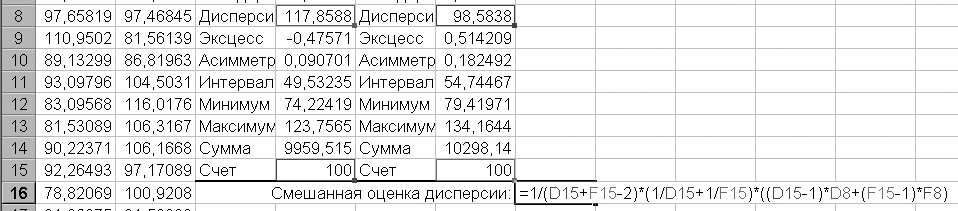 8 97,65819 97,46845 Дисперси 117,8588 Дисперси 98,5838
9 110,9502 81,56139 Эксцесс -0,47571 Эксцесс 0,514209
10 89,13299 86,81963 Асимметр 0,090701 Асимметр 0,182492
11 93,09796 104,5031 Интервал 49,53235 Интервал 54,74467
12 83,09568 116,0176 Минимум 74,22419 Минимум 79,41971
13 81,53089 106,3167 Максимум 123,7565 Максимум 134,1644
14 90,22371 106,1668 Сумма 9959,515 Сумма 10298,14
15 92,26493 97,17089 Счет 100 Счет 100
16 78,82069 100,9208 Смешанная оценка дисперсии: =1/(D15+F15-2)*(1/D15+1/F15)*((D15-1)*D8+(F15-1)*F8)